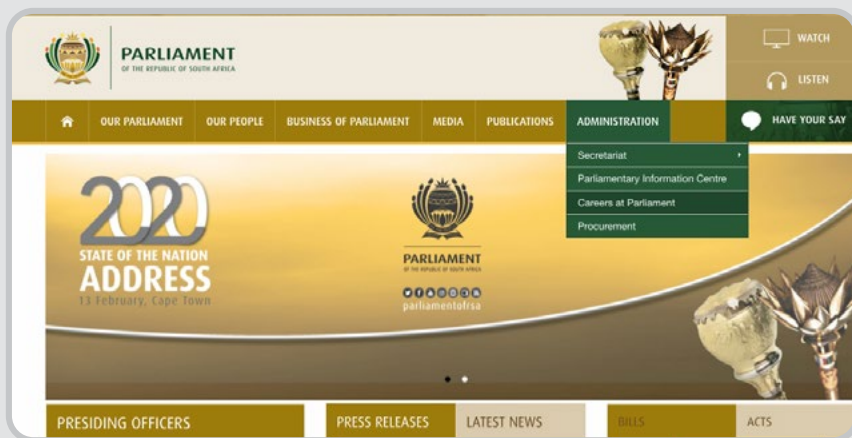 PARLIAMENT
OF THE REPUBLIC OF SOUTH AFRICA
WATCH
LISTEN
OUR PARLIAMENT
OUR PEOPLE
BUSINESS OF PARLIAMENT
MEDIA
PUBLICATIONS
ADMINISTRATION
HAVE YOUR SAY
Secretariat
Parliamentary Information Centre
Careers at Parliament
Procurement
2020
STATE OF THE NATION
ADDRESS
13 February, Cape Town
PARLIAMENT
OF THE REPUBLIC OF SOUTH AFRICA
parliamentofrsa
PRESIDING OFFICERS
PRESS RELEASES
LATEST NEWS
BILLS
ACTS